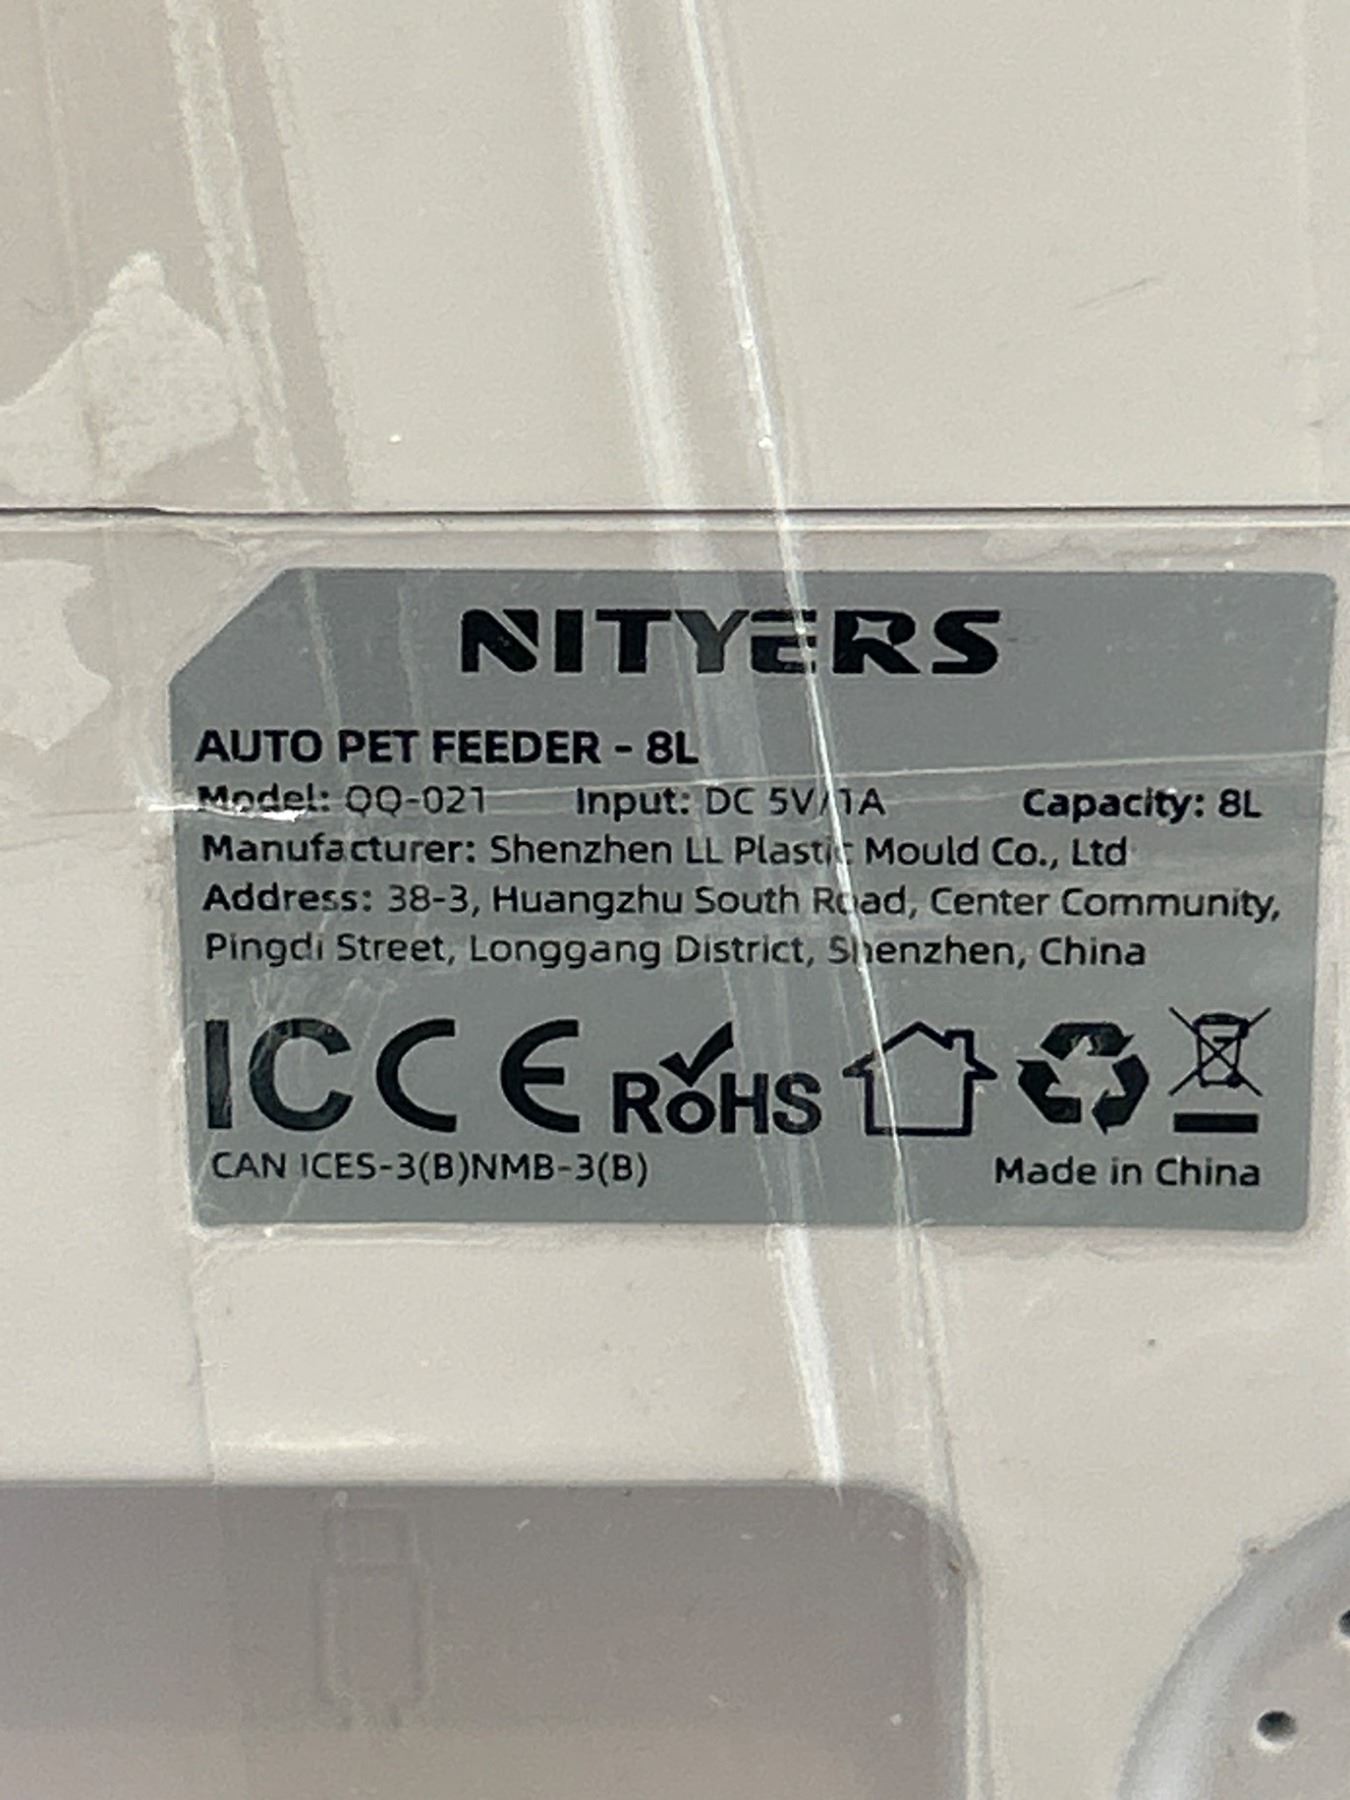 NITYERS
AUTO PET FEEDER - 8L
Model: QQ-021 Input: DC 5V/1A Capacity: 8L
Manufacturer: Shenzhen LL Plastic Mould Co., Ltd
Address: 38-3, Huangzhu South Road, Center Community,
Pingdi Street, Longgang District, Shenzhen, China
IC CE RoHS
CAN ICES-3(B)NMB-3(B) Made in China